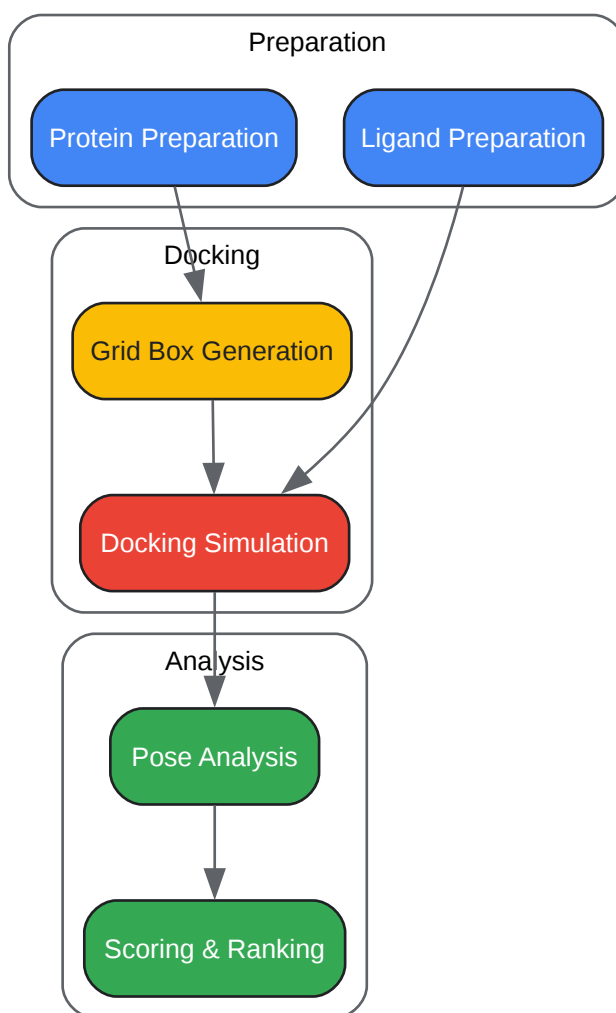 Preparation
Protein Preparation
Ligand Preparation
Docking
Grid Box Generation
Docking Simulation
Analysis
Pose Analysis
Scoring & Ranking